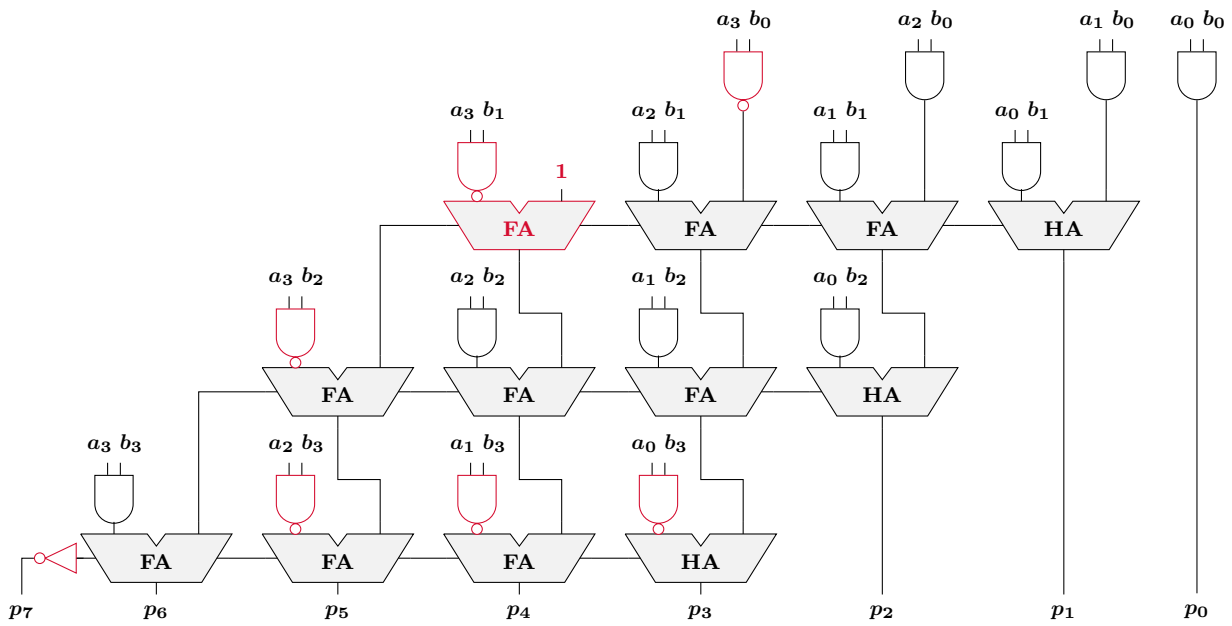 a₃ b₀ a₂ b₀ a₁ b₀ a₀ b₀
a₃ b₁ a₂ b₁ a₁ b₁ a₀ b₁
1
FA FA FA HA
a₃ b₂ a₂ b₂ a₁ b₂ a₀ b₂
FA FA FA HA
a₃ b₃ a₂ b₃ a₁ b₃ a₀ b₃
FA FA FA HA
p₇ p₆ p₅ p₄ p₃ p₂ p₁ p₀